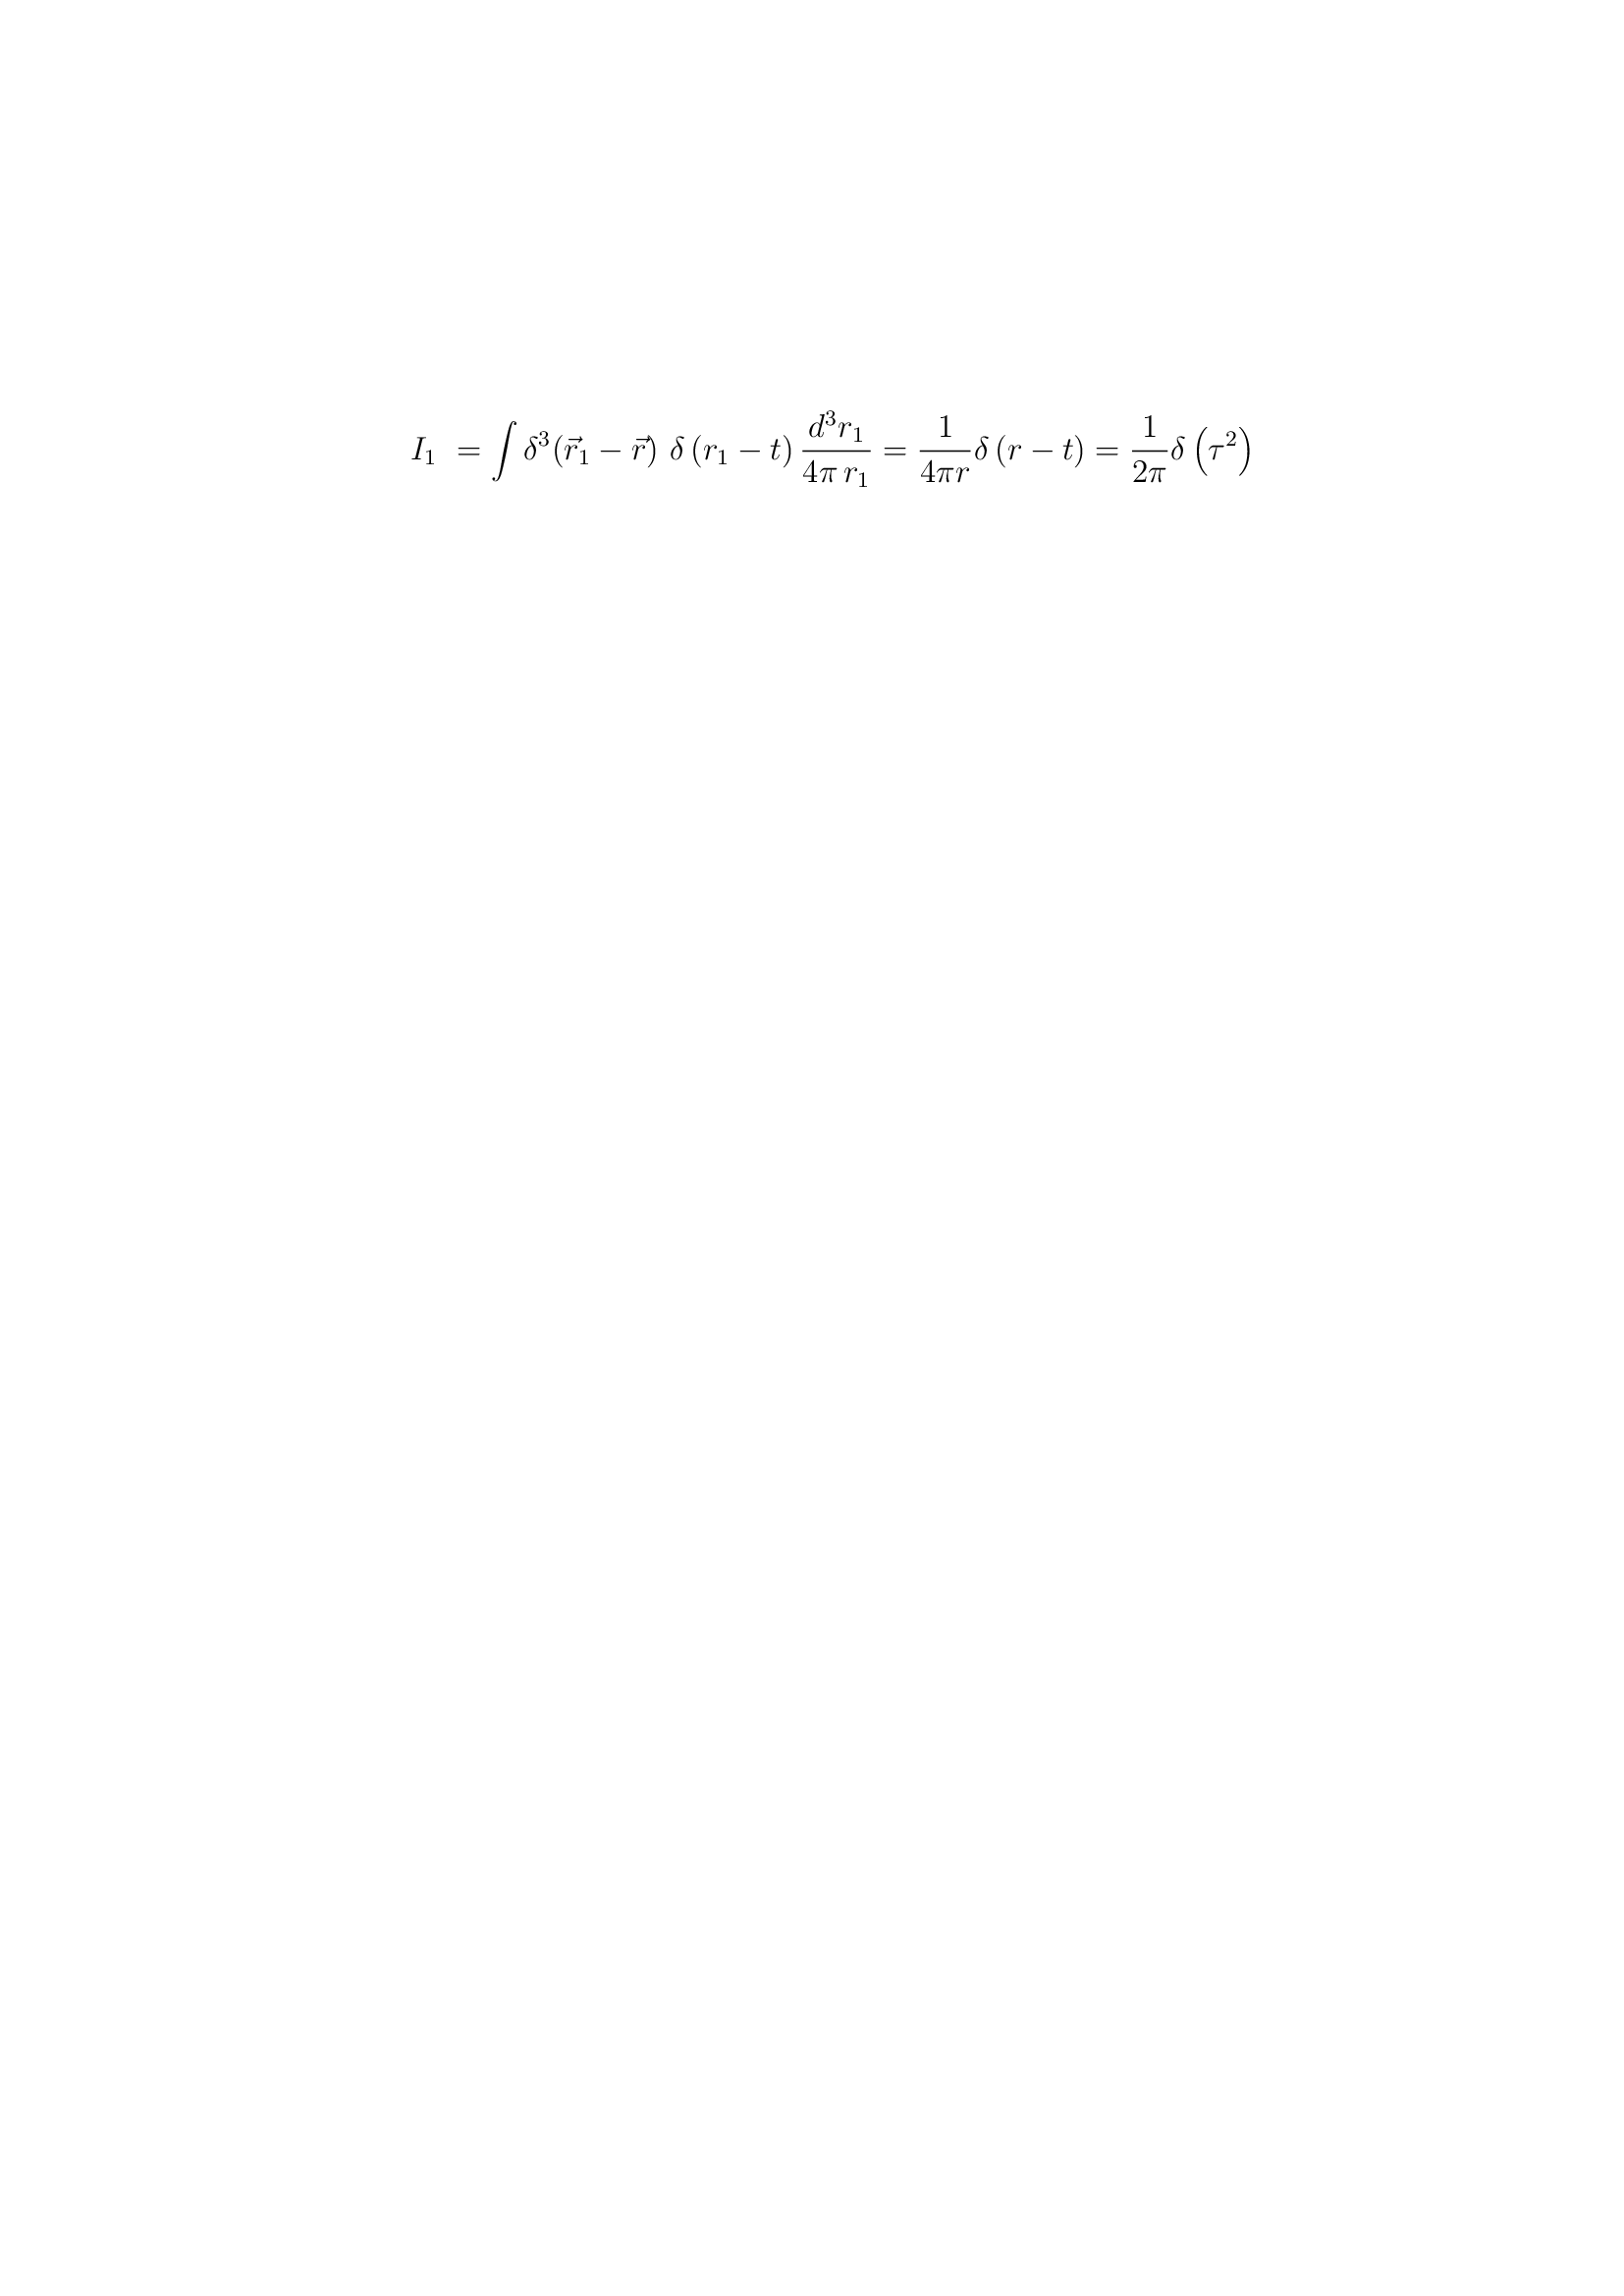 $I_1 \ = \int \delta^3(\vec{r}_1 - \vec{r}) \ \delta\left(r_1 - t\right) \frac{d^3 r_1}{4\pi \, r_1} = \frac{1}{4\pi r} \delta\left(r - t\right) = \frac{1}{2\pi} \delta\left(\tau^2\right)$